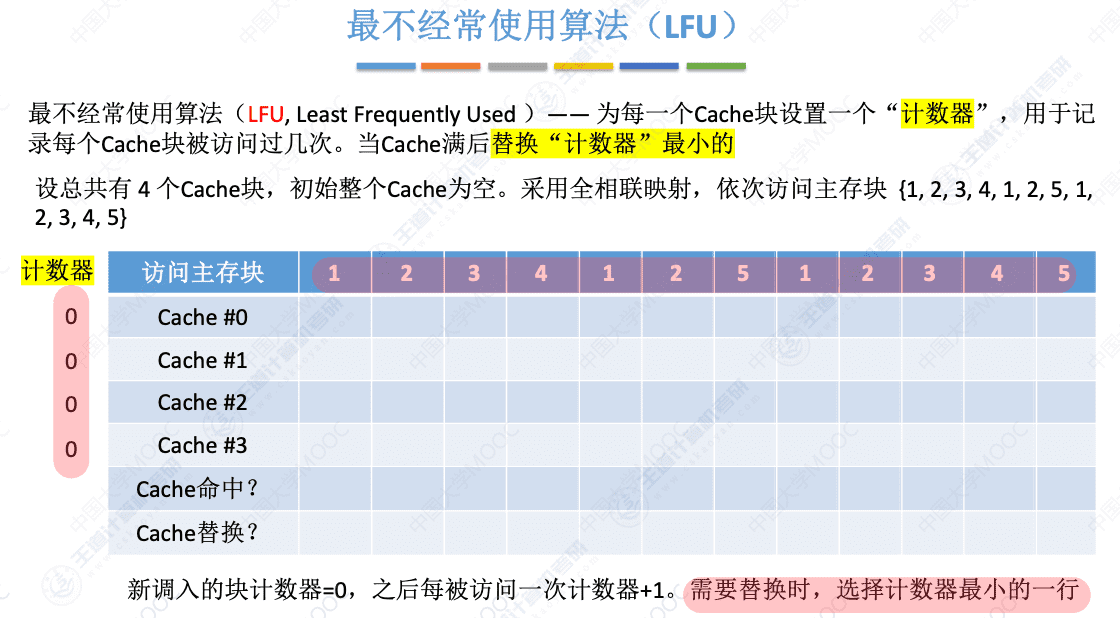 最不经常使用算法（LFU）
最不经常使用算法（LFU, Least Frequently Used ）—— 为每一个Cache块设置一个“计数器”，用于记
录每个Cache块被访问过几次。当Cache满后替换“计数器”最小的
设总共有 4 个Cache块，初始整个Cache为空。采用全相联映射，依次访问主存块 {1, 2, 3, 4, 1, 2, 5, 1,
2, 3, 4, 5}
计数器 访问主存块 1 2 3 4 1 2 5 1 2 3 4 5
0 Cache #0
0 Cache #1
0 Cache #2
0 Cache #3
Cache命中？
Cache替换？
新调入的块计数器=0，之后每被访问一次计数器+1。需要替换时，选择计数器最小的一行